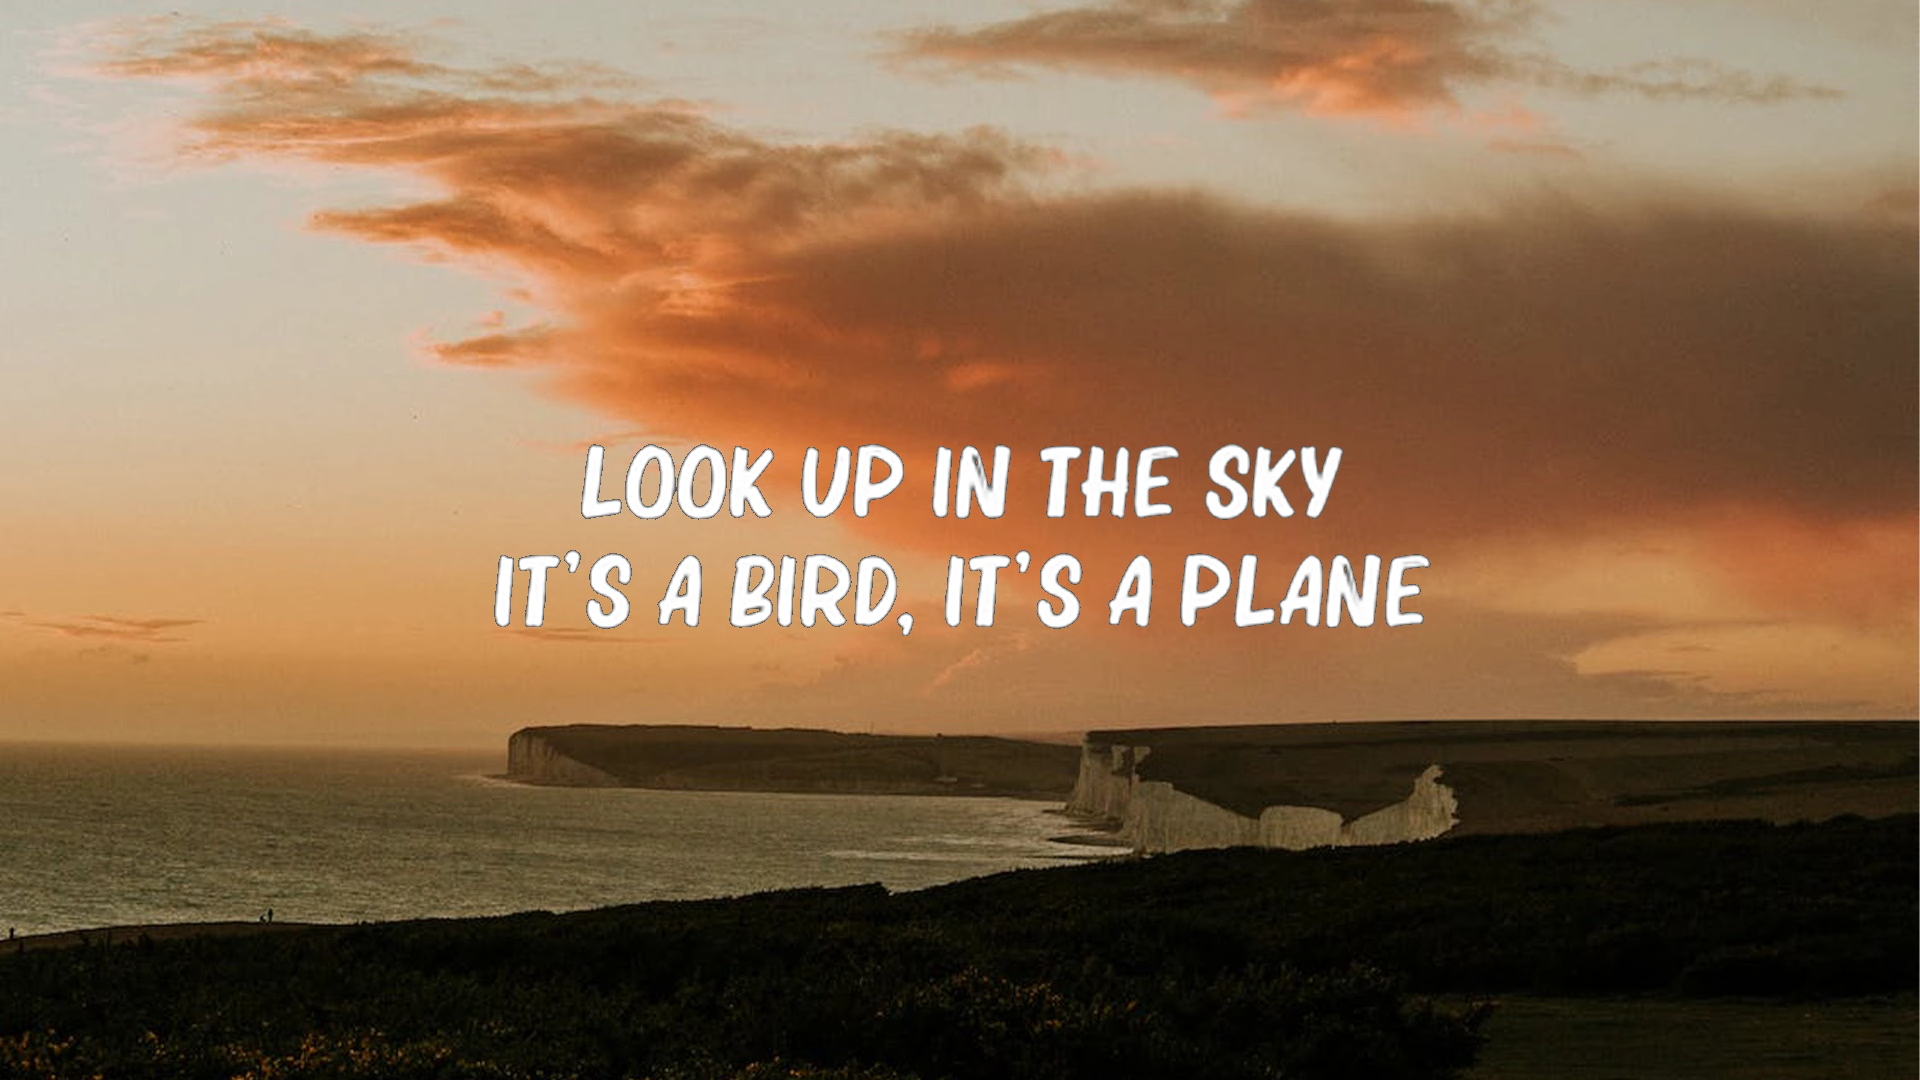 LOOK UP IN THE SKY
IT'S A BIRD, IT'S A PLANE